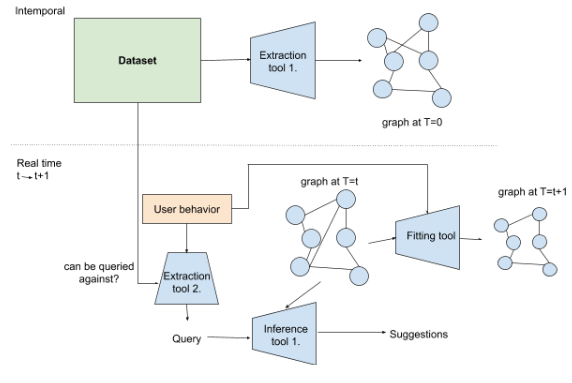 Intemporal
Dataset
Extraction
tool 1.
graph at T=0
Real time
t→t+1
graph at T=t
graph at T=t+1
User behavior
Fitting tool
can be queried
against?
Extraction
tool 2.
Query
Inference
tool 1.
Suggestions